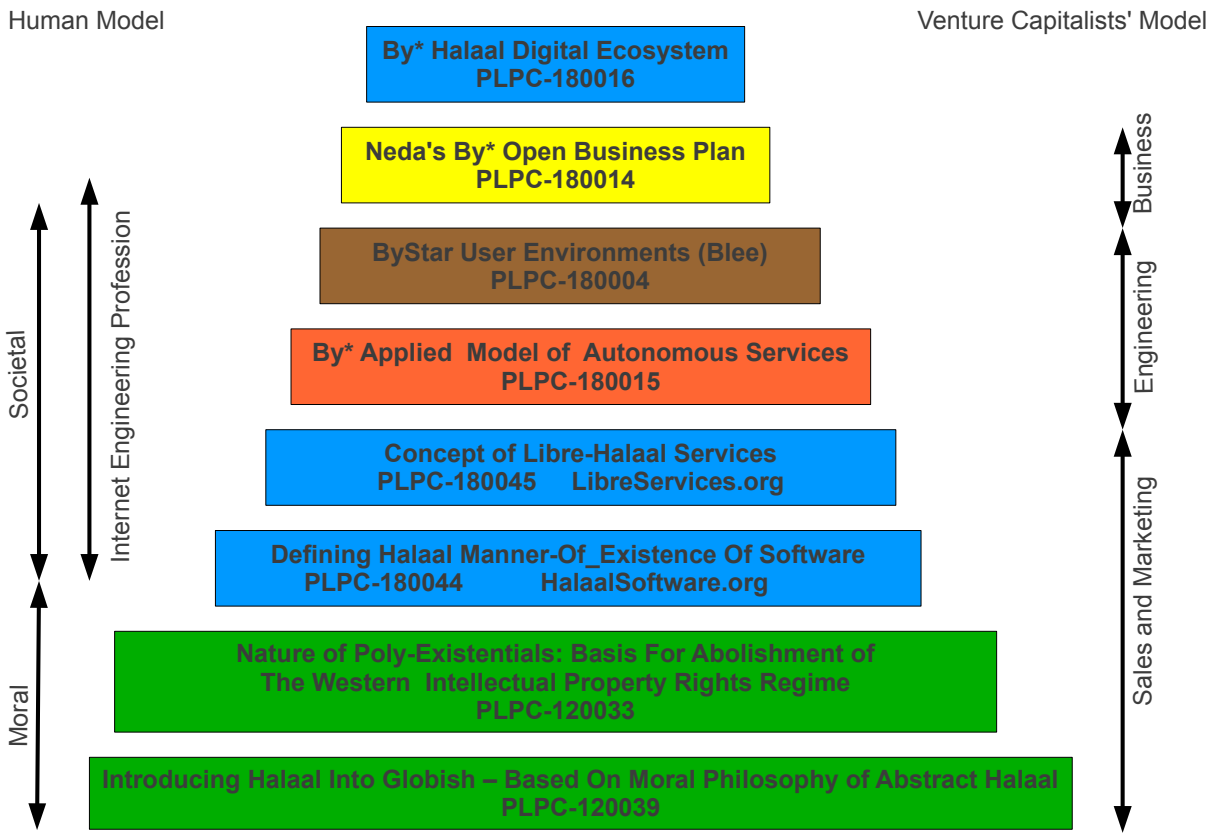 Human Model
Venture Capitalists' Model
By* Halaal Digital Ecosystem
PLPC-180016
Neda's By* Open Business Plan
PLPC-180014
Business
ByStar User Environments (Blee)
PLPC-180004
Engineering
By* Applied Model of Autonomous Services
PLPC-180015
Societal
Internet Engineering Profession
Concept of Libre-Halaal Services
PLPC-180045 LibreServices.org
Defining Halaal Manner-Of_Existence Of Software
PLPC-180044 HalaalSoftware.org
Sales and Marketing
Nature of Poly-Existentials: Basis For Abolishment of
The Western Intellectual Property Rights Regime
PLPC-120033
Moral
Introducing Halaal Into Globish – Based On Moral Philosophy of Abstract Halaal
PLPC-120039